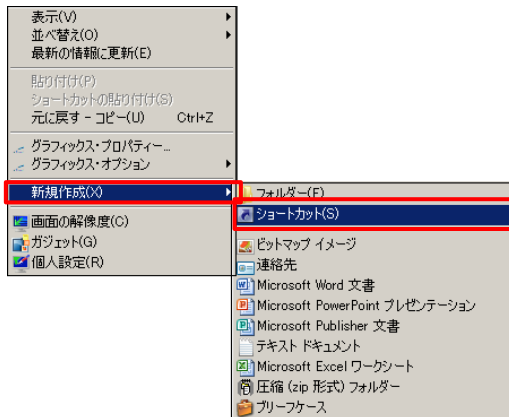 表示(V)
並べ替え(O)
最新の情報に更新(E)
貼り付け(P)
ショートカットの貼り付け(S)
元に戻す - コピー(U) Ctrl+Z
グラフィックス・プロパティー...
グラフィックス・オプション
新規作成(X)
画面の解像度(C)
ガジェット(G)
個人設定(R)
フォルダー(F)
ショートカット(S)
ビットマップ イメージ
連絡先
Microsoft Word 文書
Microsoft PowerPoint プレゼンテーション
Microsoft Publisher 文書
テキスト ドキュメント
Microsoft Excel ワークシート
圧縮 (zip 形式) フォルダー
ブリーフケース